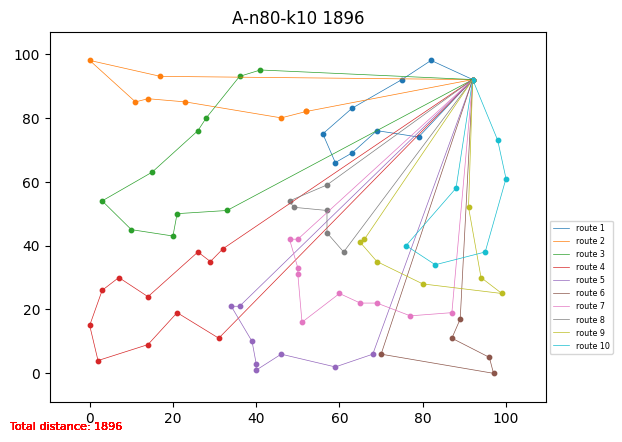 A-n80-k10 1896
100
80
60
40
20
0
0 20 40 60 80 100
route 1
route 2
route 3
route 4
route 5
route 6
route 7
route 8
route 9
route 10
Total distance: 1896